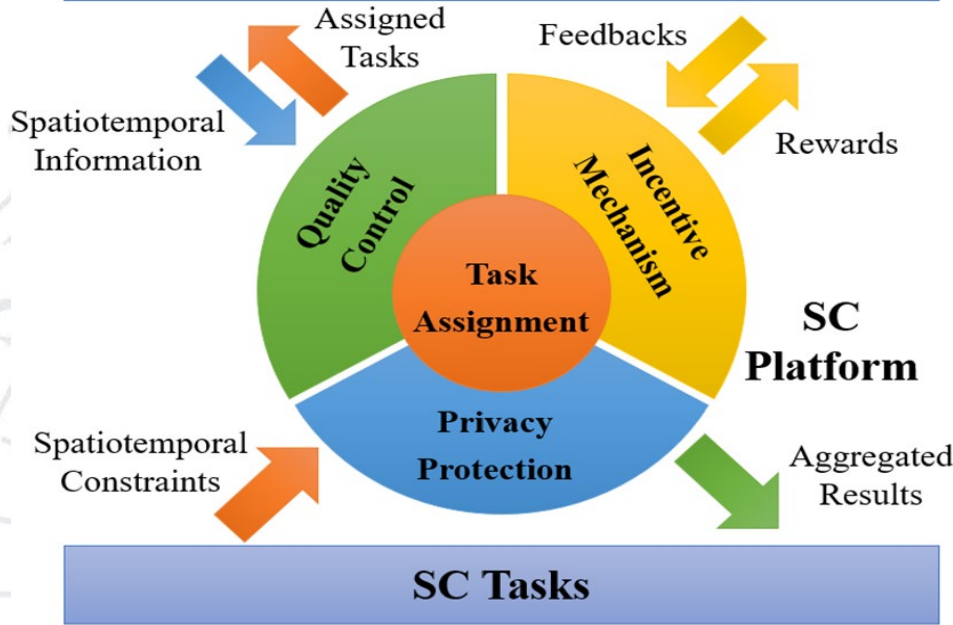 Assigned
Tasks
Feedbacks
Spatiotemporal
Information
Rewards
Quality
Control
Incentive
Mechanism
Task
Assignment
SC
Platform
Privacy
Protection
Spatiotemporal
Constraints
Aggregated
Results
SC Tasks